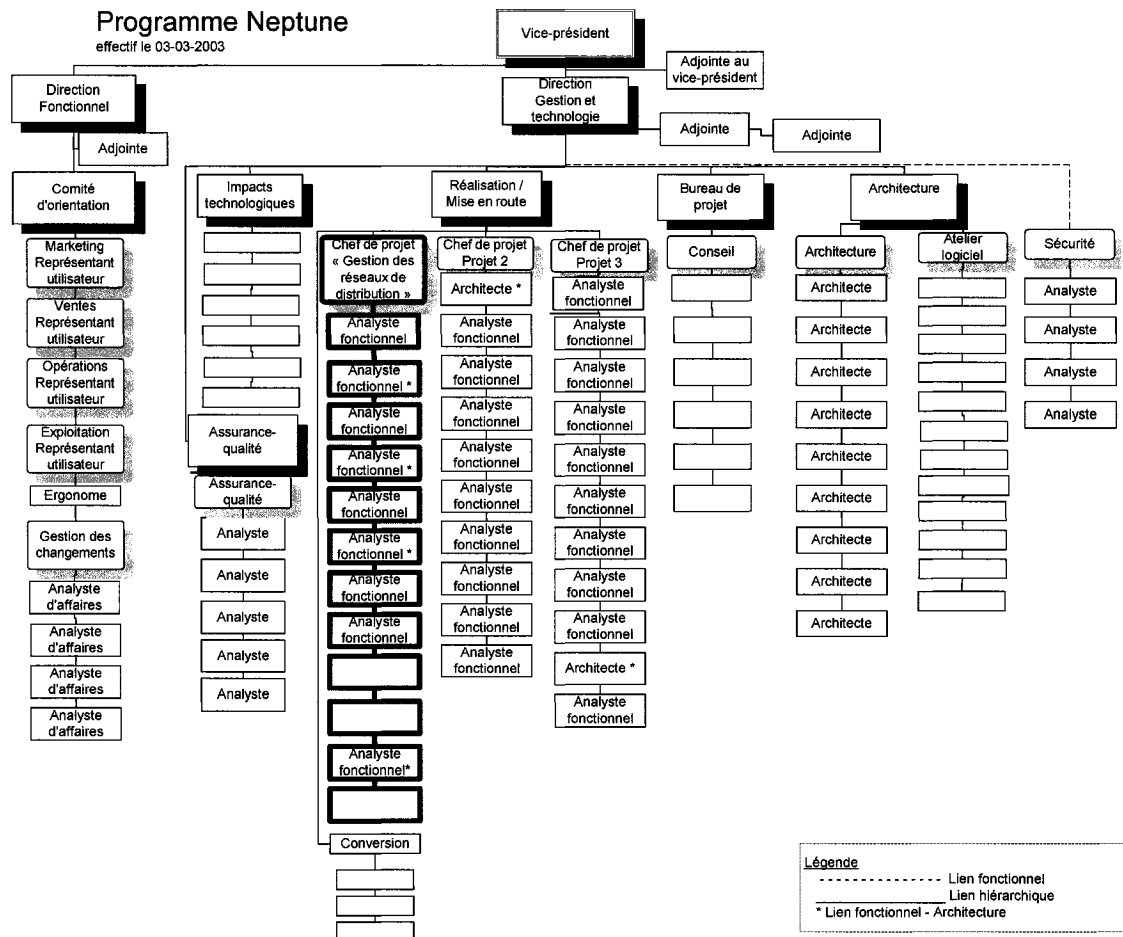 Programme Neptune
effectif le 03-03-2003
Vice-président
Adjointe au
vice-président
Direction
Fonctionnel
Adjointe
Direction
Gestion et
technologie
Adjointe
Adjointe
Comité
d'orientation
Marketing
Représentant
utilisateur
Ventes
Représentant
utilisateur
Opérations
Représentant
utilisateur
Exploitation
Représentant
utilisateur
Ergonome
Gestion des
changements
Analyste
d'affaires
Analyste
d'affaires
Analyste
d'affaires
Analyste
d'affaires
Impacts
technologiques
Assurance-
qualité
Assurance-
qualité
Analyste
Analyste
Analyste
Analyste
Analyste
Réalisation /
Mise en route
Chef de projet
« Gestion des
réseaux de
distribution »
Analyste
fonctionnel
Analyste
fonctionnel *
Analyste
fonctionnel
Analyste
fonctionnel *
Analyste
fonctionnel
Analyste
fonctionnel *
Analyste
fonctionnel
Analyste
fonctionnel
Analyste
fonctionnel*
Conversion
Chef de projet
Projet 2
Architecte *
Analyste
fonctionnel
Analyste
fonctionnel
Analyste
fonctionnel
Analyste
fonctionnel
Analyste
fonctionnel
Analyste
fonctionnel
Analyste
fonctionnel
Analyste
fonctionnel
Analyste
fonctionnel
Chef de projet
Projet 3
Analyste
fonctionnel
Analyste
fonctionnel
Analyste
fonctionnel
Analyste
fonctionnel
Analyste
fonctionnel
Analyste
fonctionnel
Analyste
fonctionnel
Analyste
fonctionnel
Analyste
fonctionnel
Architecte *
Analyste
fonctionnel
Bureau de
projet
Conseil
Architecture
Architecture
Architecte
Architecte
Architecte
Architecte
Architecte
Architecte
Architecte
Architecte
Architecte
Atelier
logiciel
Sécurité
Analyste
Analyste
Analyste
Analyste
Légende
Lien fonctionnel
Lien hiérarchique
* Lien fonctionnel - Architecture